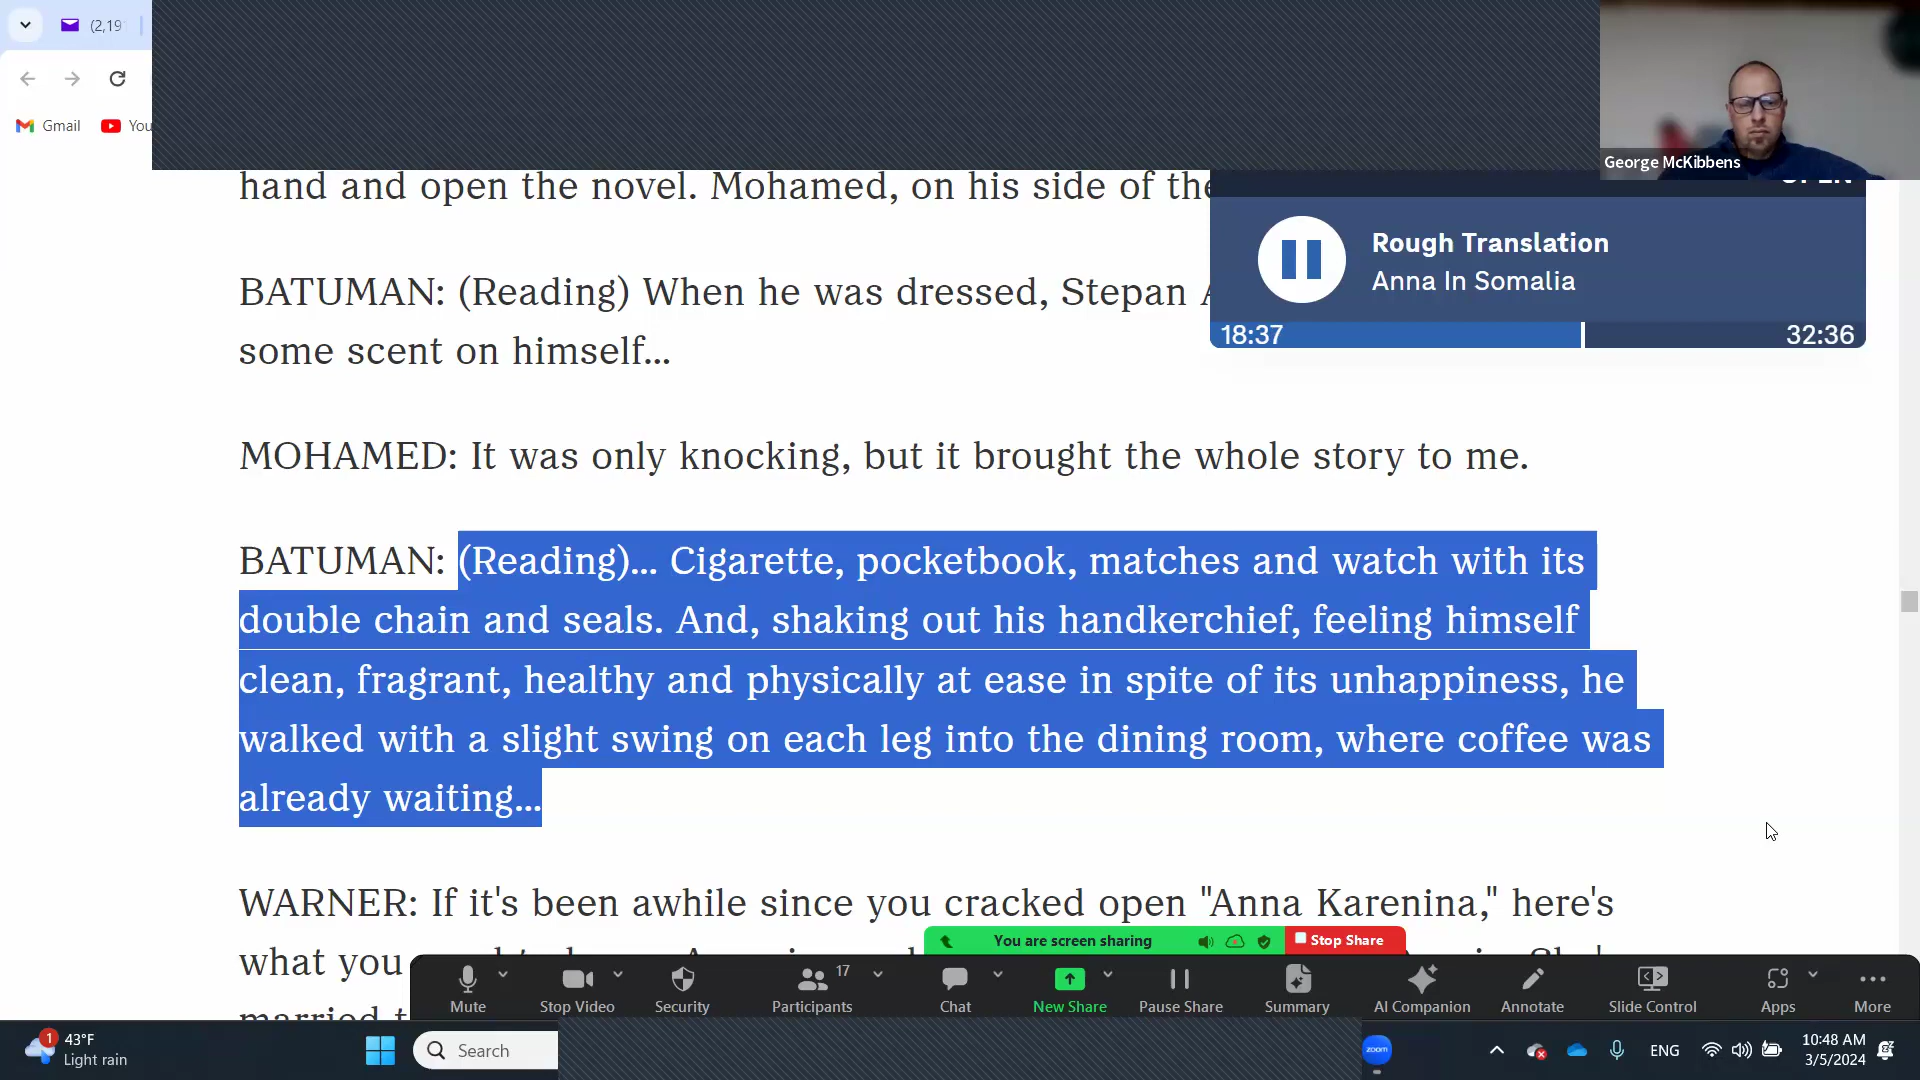 (2,19
Gmail
You
George McKibbens
hand and open the novel. Mohamed, on his side of the
Rough Translation
Anna In Somalia
18:37
32:36
BATUMAN: (Reading) When he was dressed, Stepan A
some scent on himself...
MOHAMED: It was only knocking, but it brought the whole story to me.
BATUMAN: (Reading)... Cigarette, pocketbook, matches and watch with its
double chain and seals. And, shaking out his handkerchief, feeling himself
clean, fragrant, healthy and physically at ease in spite of its unhappiness, he
walked with a slight swing on each leg into the dining room, where coffee was
already waiting...
WARNER: If it's been awhile since you cracked open "Anna Karenina," here's
what you
You are screen sharing
Stop Share
Mute
Stop Video
Security
Participants
17
Chat
New Share
Pause Share
Summary
AI Companion
Annotate
Slide Control
Apps
More
1
43°F
Light rain
Search
zoom
ENG
10:48 AM
3/5/2024